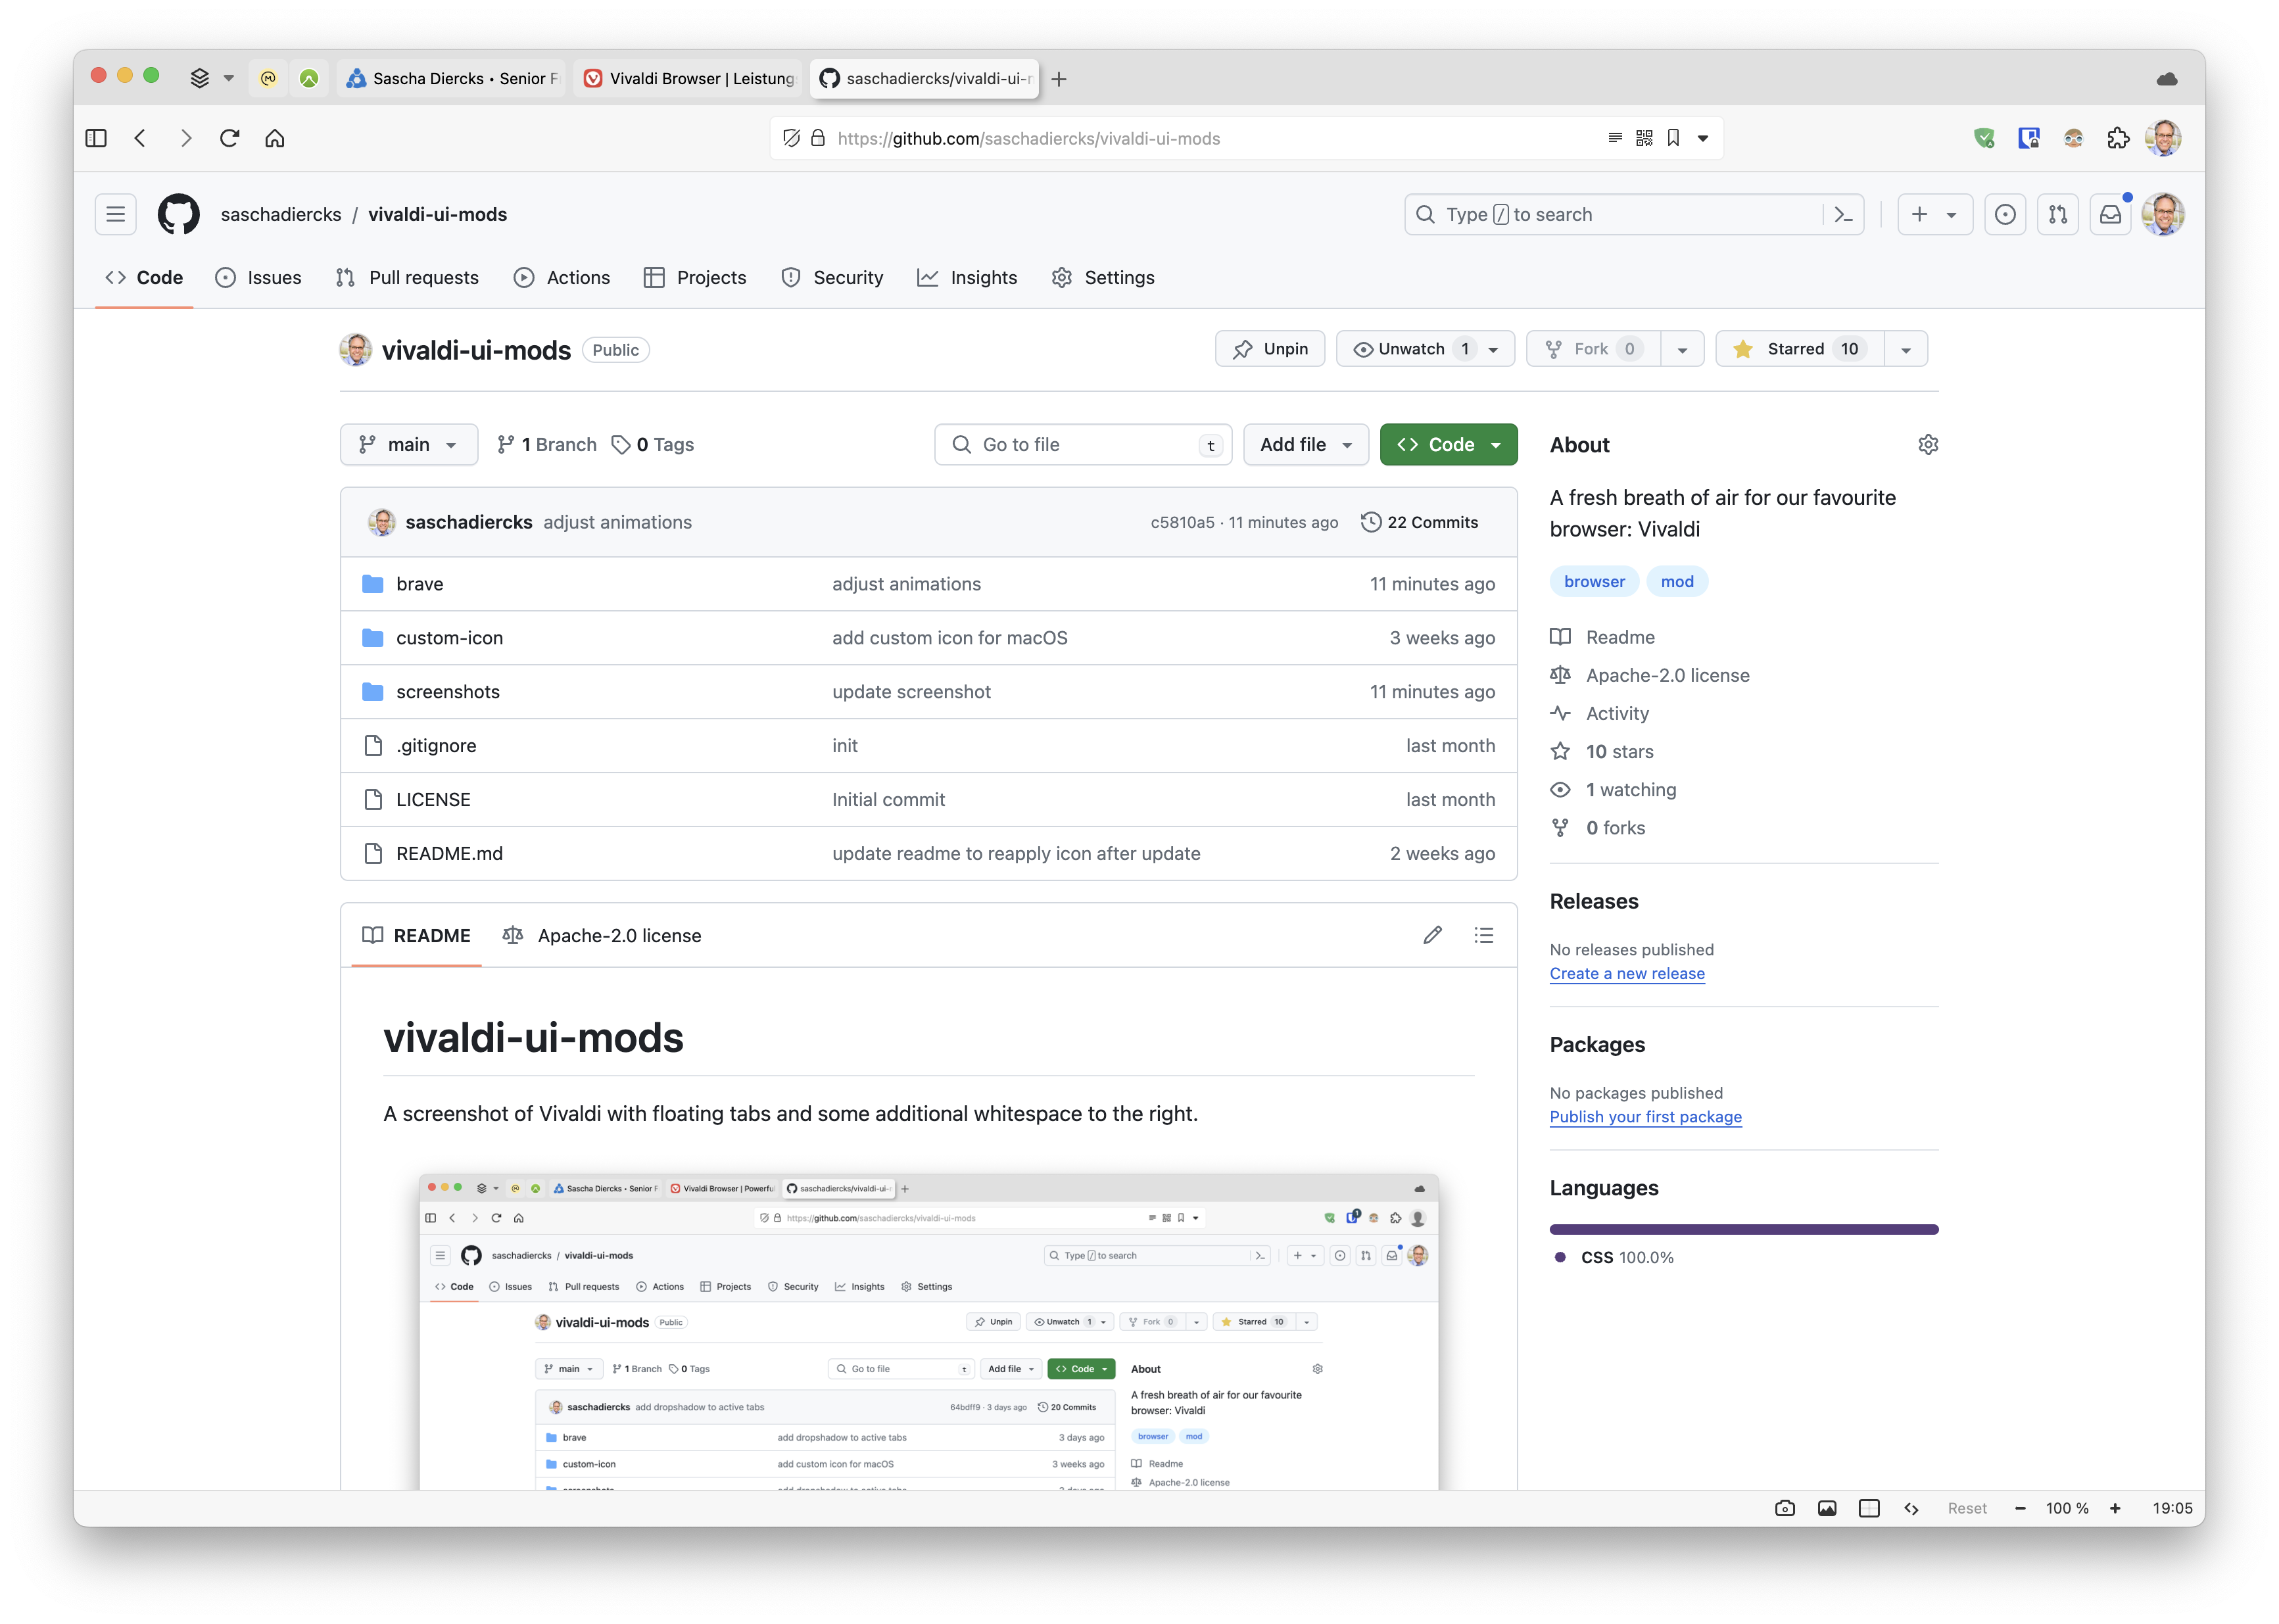 Sascha Diercks • Senior F
Vivaldi Browser | Leistung
saschadiercks/vivaldi-ui-
https://github.com/saschadiercks/vivaldi-ui-mods
saschadiercks / vivaldi-ui-mods
Type / to search
Code Issues Pull requests Actions Projects Security Insights Settings
vivaldi-ui-mods Public
Unpin Unwatch 1 Fork 0 Starred 10
main 1 Branch 0 Tags
Go to file t Add file Code
saschadiercks adjust animations c5810a5 · 11 minutes ago 22 Commits
brave adjust animations 11 minutes ago
custom-icon add custom icon for macOS 3 weeks ago
screenshots update screenshot 11 minutes ago
.gitignore init last month
LICENSE Initial commit last month
README.md update readme to reapply icon after update 2 weeks ago
About
A fresh breath of air for our favourite
browser: Vivaldi
browser mod
Readme
Apache-2.0 license
Activity
10 stars
1 watching
0 forks
Releases
No releases published
Create a new release
Packages
No packages published
Publish your first package
Languages
CSS 100.0%
README Apache-2.0 license
vivaldi-ui-mods
A screenshot of Vivaldi with floating tabs and some additional whitespace to the right.
Sascha Diercks • Senior F
Vivaldi Browser | Powerfu
saschadiercks/vivaldi-ui-
https://github.com/saschadiercks/vivaldi-ui-mods
1
saschadiercks / vivaldi-ui-mods
Type / to search
Code Issues Pull requests Actions Projects Security Insights Settings
vivaldi-ui-mods Public
Unpin Unwatch 1 Fork 0 Starred 10
main 1 Branch 0 Tags
Go to file t Add file Code
saschadiercks add dropshadow to active tabs 64bdff9 · 3 days ago 20 Commits
brave add dropshadow to active tabs 3 days ago
custom-icon add custom icon for macOS 3 weeks ago
About
A fresh breath of air for our favourite
browser: Vivaldi
browser mod
Readme
Apache-2.0 license
Reset − 100 % + 19:05